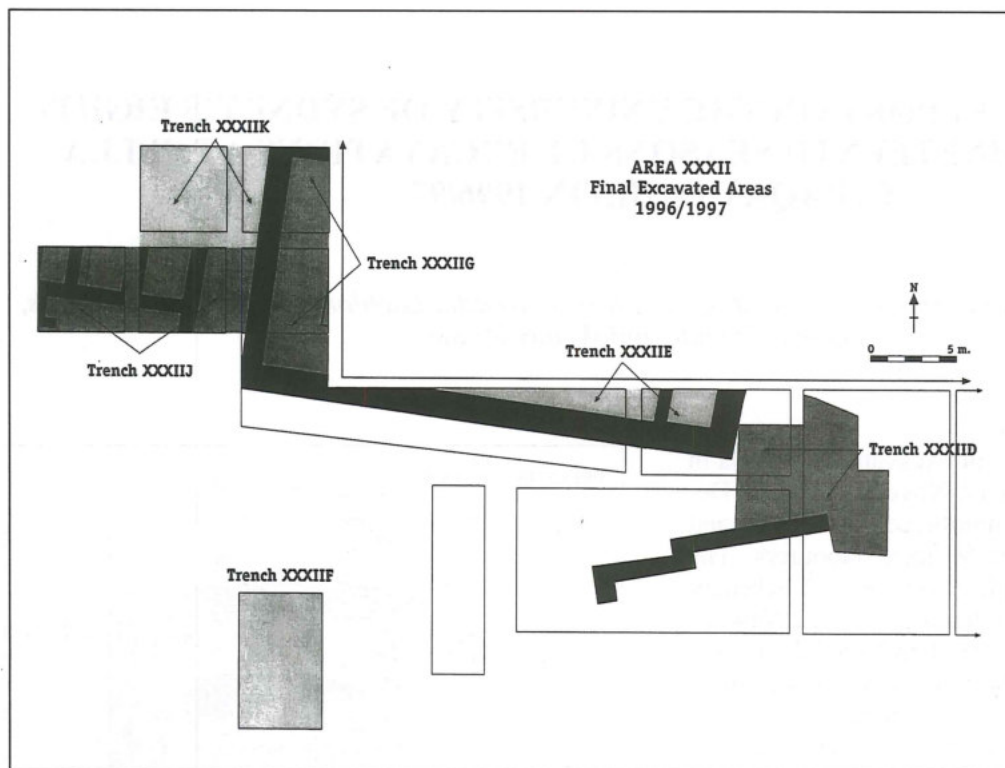 Trench XXXIIK
AREA XXXII
Final Excavated Areas
1996/1997
Trench XXXIIG
N
0 5 m.
Trench XXXIIE
Trench XXXIIJ
Trench XXXIID
Trench XXXIIF